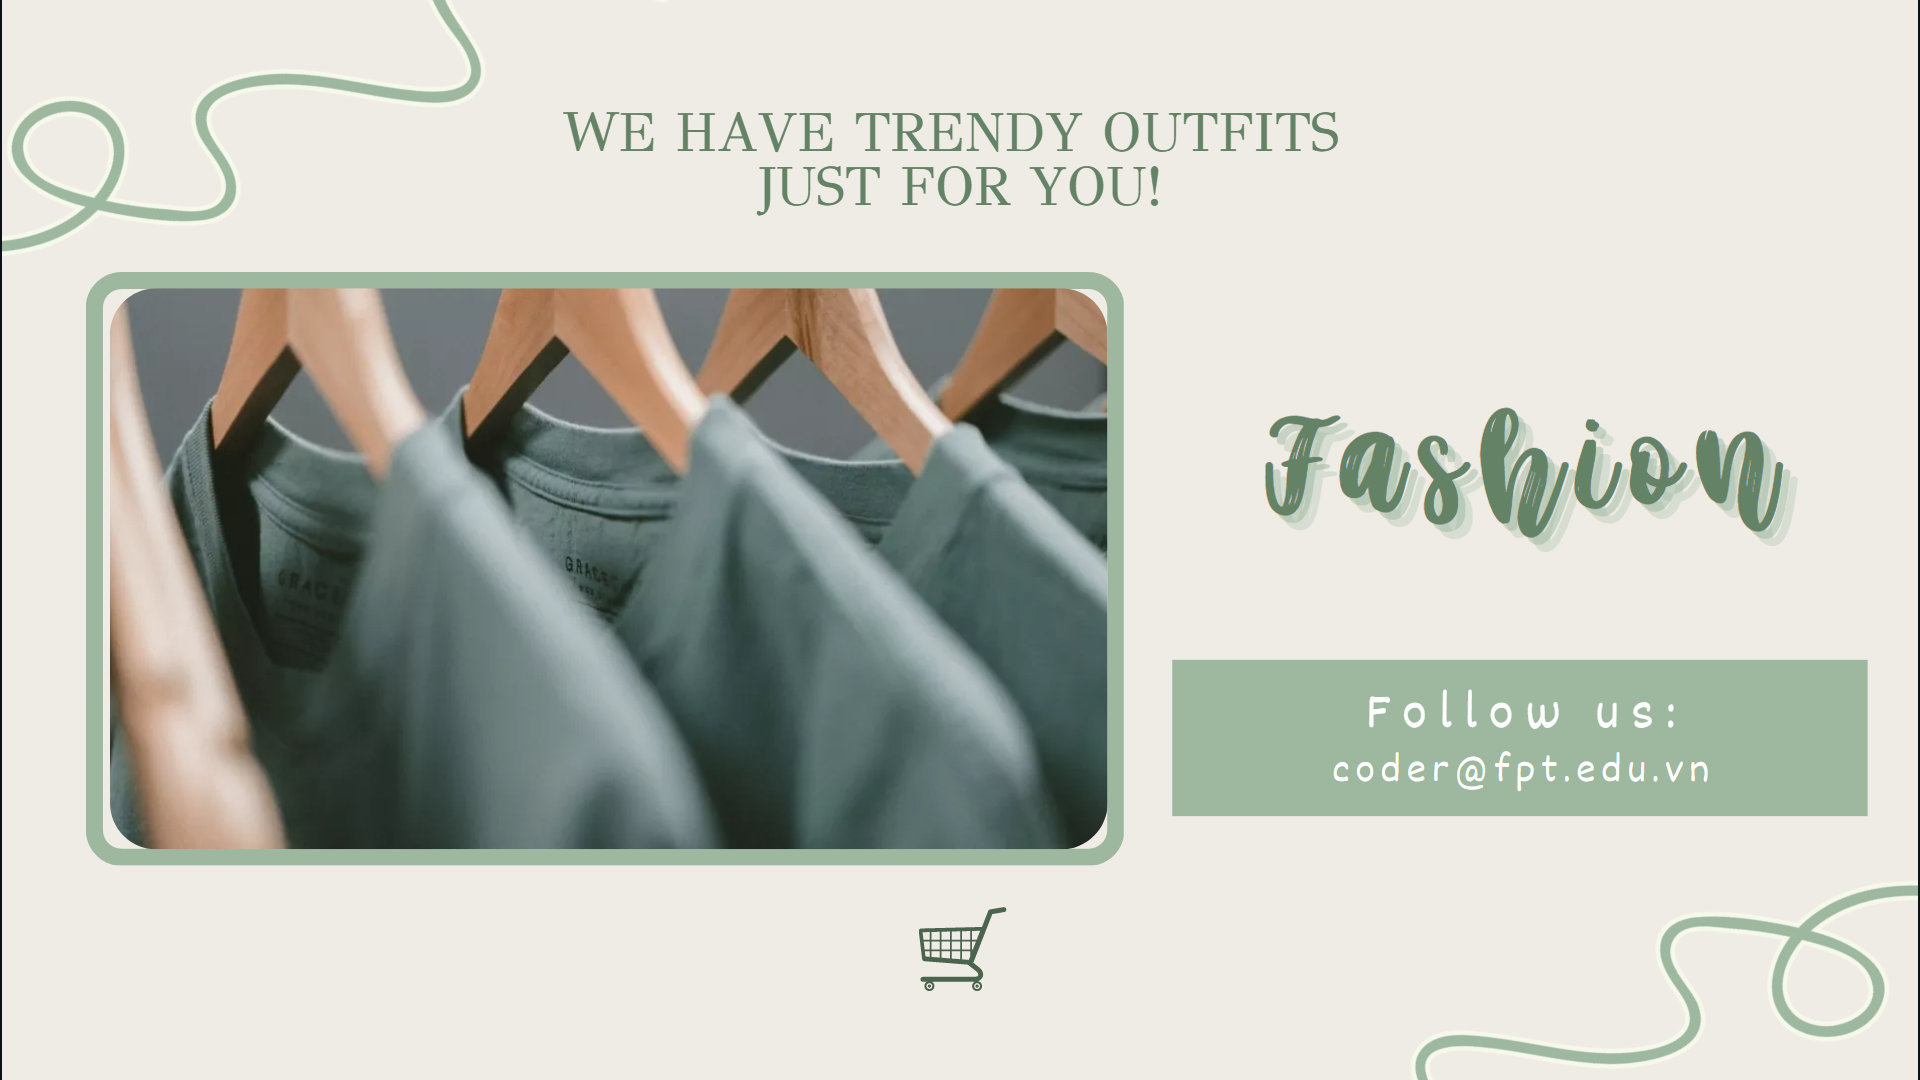 WE HAVE TRENDY OUTFITS
JUST FOR YOU!
Fashion
Follow us:
coder@fpt.edu.vn